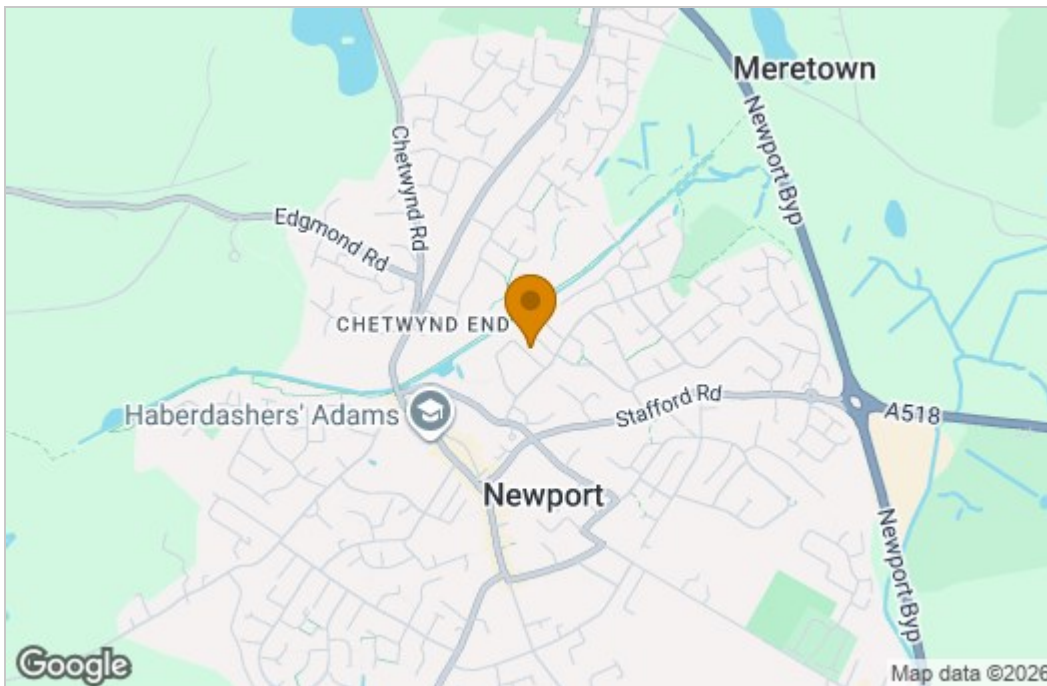 Meretown
Newport Byp
Chetwynd Rd
Edgmond Rd
CHETWYND END
Haberdashers' Adams
Stafford Rd
A518
Newport
Newport Byp
Google
Map data ©2026